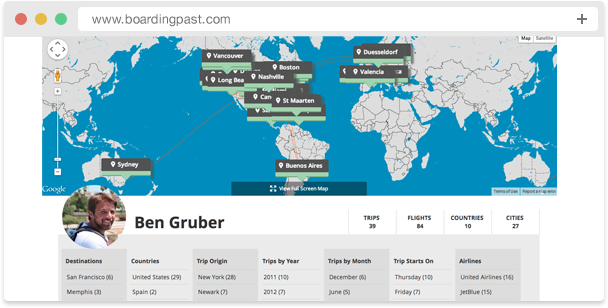 www.boardingpast.com
Map Satellite
Duesseldorf
Vancouver
Boston
Valencia
Nashville
Long Bea
Can
St Maarten
Sydney
Buenos Aires
View Full Screen Map
Google
Terms of Use Report a map error
Ben Gruber
TRIPS FLIGHTS COUNTRIES CITIES
39 84 10 27
Destinations Countries Trip Origin Trips by Year Trips by Month Trips Starts On Airlines
San Francisco (6) United States (29) New York (28) 2011 (10) December (6) Thursday (10) United Airlines (16)
Memphis (3) Spain (2) Newark (7) 2012 (7) June (5) Friday (7) JetBlue (15)